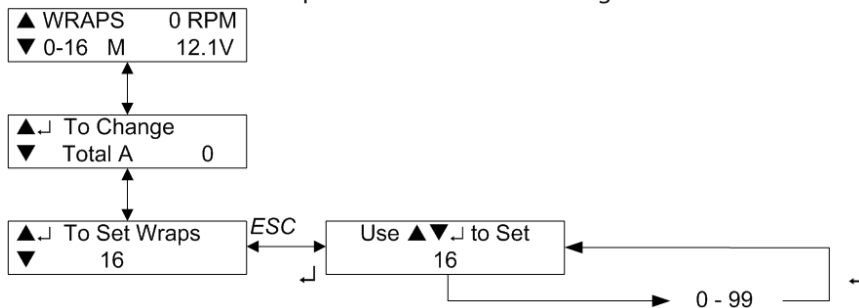 ▲ WRAPS 0 RPM
▼ 0-16 M 12.1V
▲↵ To Change
▼ Total A 0
▲↵ To Set Wraps
▼ 16
ESC
↵
Use ▲▼↵ to Set
16
0 - 99
↵